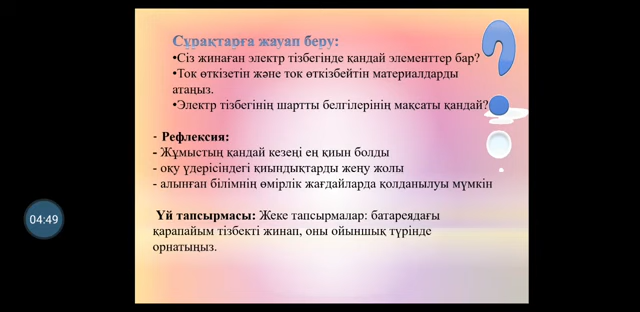 Сұрақтарға жауап беру:
•Сіз жинаған электр тізбегінде қандай элементтер бар?
•Ток өткізетін және ток өткізбейтін материалдарды
атаңыз.
•Электр тізбегінің шартты белгілерінің мақсаты қандай?
- Рефлексия:
- Жұмыстың қандай кезеңі ең қиын болды
- оқу үдерісіндегі қиындықтарды жеңу жолы
- алынған білімнің өмірлік жағдайларда қолданылуы мүмкін
Үй тапсырмасы: Жеке тапсырмалар: батареядағы
қарапайым тізбекті жинап, оны ойыншық түрінде
орнатыңыз.
04:49